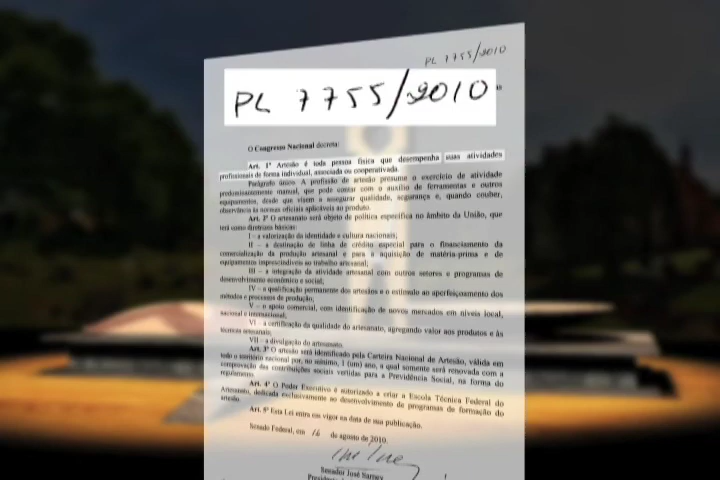 PL 7755/2010
PL 7755/2010
O Congresso Nacional decreta:
Art. 1º Artesão é toda pessoa física que desempenha suas atividades
profissionais de forma individual, associada ou cooperativada.
Parágrafo único. A profissão de artesão presume o exercício de atividade
predominantemente manual, que pode contar com o auxílio de ferramentas e outros
equipamentos, desde que visem a assegurar qualidade, segurança e, quando couber,
observância às normas oficiais aplicáveis ao produto.
Art. 2º O artesanato será objeto de política específica no âmbito da União, que
terá como diretrizes básicas:
I – a valorização da identidade e cultura nacionais;
II – a destinação de linha de crédito especial para o financiamento da
comercialização da produção artesanal e para a aquisição de matéria-prima e de
equipamentos imprescindíveis ao trabalho artesanal;
III – a integração da atividade artesanal com outros setores e programas de
desenvolvimento econômico e social;
IV – a qualificação permanente dos artesãos e o estímulo ao aperfeiçoamento dos
métodos e processos de produção;
V – o apoio comercial, com identificação de novos mercados em níveis local,
nacional e internacional;
VI – a certificação da qualidade do artesanato, agregando valor aos produtos e às
técnicas artesanais;
VII – a divulgação do artesanato.
Art. 3º O artesão será identificado pela Carteira Nacional de Artesão, válida em
todo o território nacional por, no mínimo, 1 (um) ano, a qual somente será renovada com a
comprovação das contribuições sociais vertidas para a Previdência Social, na forma do
regulamento.
Art. 4º O Poder Executivo é autorizado a criar a Escola Técnica Federal do
Artesanato, dedicada exclusivamente ao desenvolvimento de programas de formação do
artesão.
Art. 5º Esta Lei entra em vigor na data de sua publicação.
Senado Federal, em 16 de agosto de 2010.
Senador José Sarney